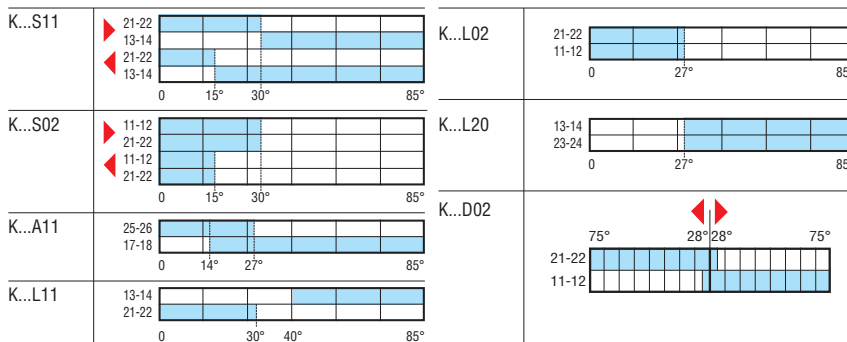 K...S11
21-22
13-14
21-22
13-14
0 15° 30° 85°
K...S02
11-12
21-22
11-12
21-22
0 15° 30° 85°
K...A11
25-26
17-18
0 14° 27° 85°
K...L11
13-14
21-22
0 30° 40° 85°
K...L02
21-22
11-12
0 27° 85
K...L20
13-14
23-24
0 27° 85
K...D02
75° 28° 28° 75°
21-22
11-12